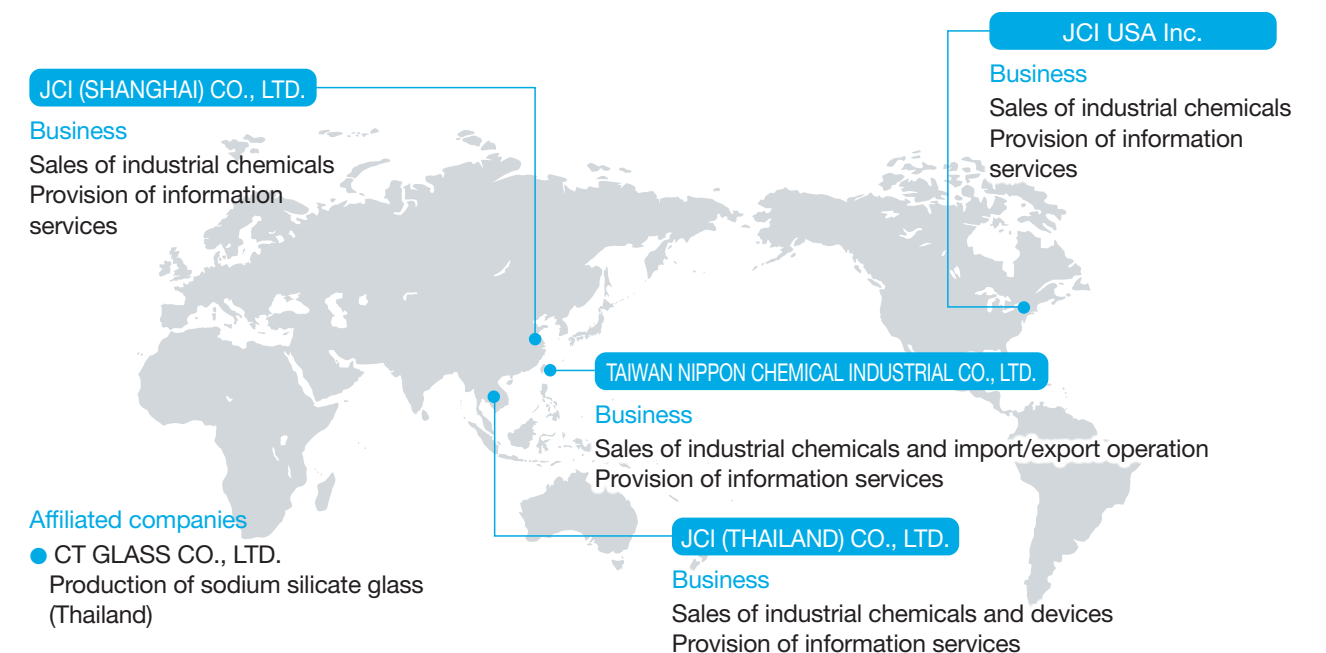 JCI USA Inc.
Business
Sales of industrial chemicals
Provision of information
services
JCI (SHANGHAI) CO., LTD.
Business
Sales of industrial chemicals
Provision of information
services
TAIWAN NIPPON CHEMICAL INDUSTRIAL CO., LTD.
Business
Sales of industrial chemicals and import/export operation
Provision of information services
Affiliated companies
CT GLASS CO., LTD.
Production of sodium silicate glass
(Thailand)
JCI (THAILAND) CO., LTD.
Business
Sales of industrial chemicals and devices
Provision of information services